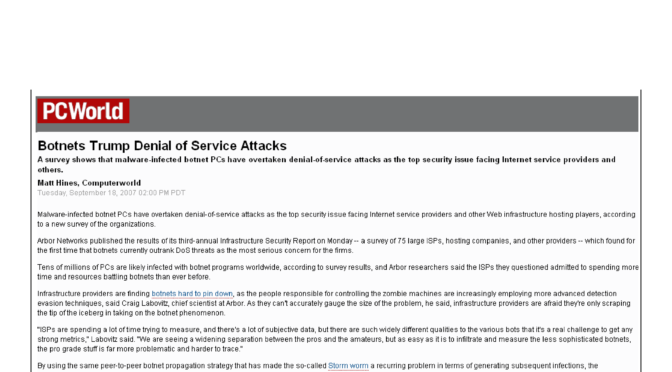 PCWorld
Botnets Trump Denial of Service Attacks
A survey shows that malware-infected botnet PCs have overtaken denial-of-service attacks as the top security issue facing Internet service providers and
others.
Matt Hines, Computerworld
Tuesday, September 18, 2007 02:00 PM PDT
Malware-infected botnet PCs have overtaken denial-of-service attacks as the top security issue facing Internet service providers and other Web infrastructure hosting players, according
to a new survey of the organizations.
Arbor Networks published the results of its third-annual Infrastructure Security Report on Monday -- a survey of 75 large ISPs, hosting companies, and other providers -- which found for
the first time that botnets currently outrank DoS threats as the most serious concern for the firms.
Tens of millions of PCs are likely infected with botnet programs worldwide, according to survey results, and Arbor researchers said the ISPs they questioned admitted to spending more
time and resources battling botnets than ever before.
Infrastructure providers are finding botnets hard to pin down, as the people responsible for controlling the zombie machines are increasingly employing more advanced detection
evasion techniques, said Craig Labovitz, chief scientist at Arbor. As they can't accurately gauge the size of the problem, he said, infrastructure providers are afraid they're only scraping
the tip of the iceberg in taking on the botnet phenomenon.
"ISPs are spending a lot of time trying to measure, and there's a lot of subjective data, but there are such widely different qualities to the various bots that it's a real challenge to get any
strong metrics," Labovitz said. "We are seeing a widening separation between the pros and the amateurs, but as easy as it is to infiltrate and measure the less sophisticated botnets,
the pro grade stuff is far more problematic and harder to trace."
By using the same peer-to-peer botnet propagation strategy that has made the so-called Storm worm a recurring problem in terms of generating subsequent infections, the